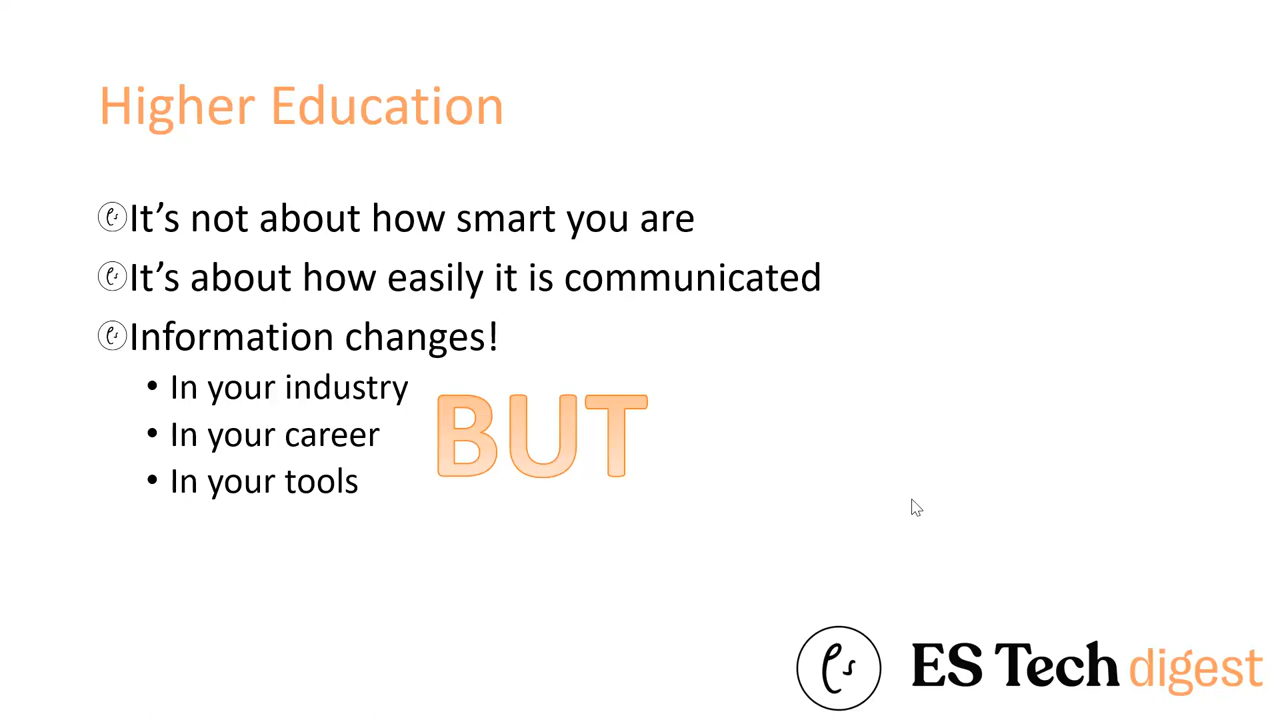 Higher Education
It's not about how smart you are
It's about how easily it is communicated
Information changes!
• In your industry
• In your career
• In your tools
BUT
es ES Tech digest